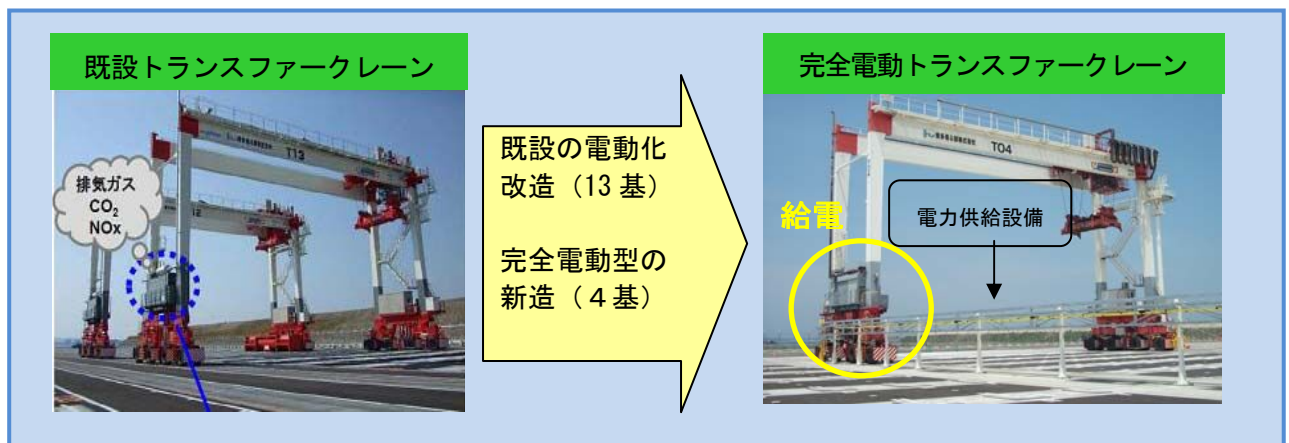 既設トランスファークレーン
排気ガス
CO₂
NOx
T13
既設の電動化
改造（13 基）
完全電動型の
新造（４基）
完全電動トランスファークレーン
T04
給電
電力供給設備